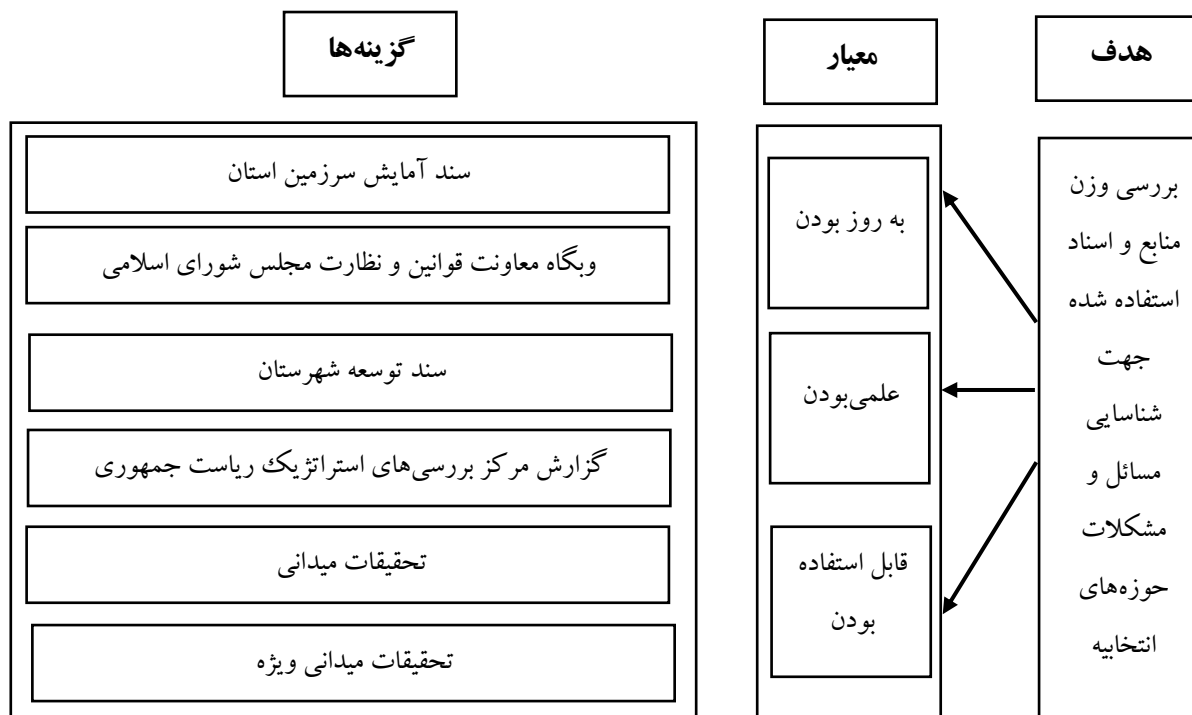 هدف
معیار
گزینه‌ها
بررسی وزن
منابع و اسناد
استفاده شده
جهت
شناسایی
مسائل و
مشکلات
حوزه‌های
انتخابیه
به روز بودن
علمی‌بودن
قابل استفاده
بودن
سند آمایش سرزمین استان
وبگاه معاونت قوانین و نظارت مجلس شورای اسلامی
سند توسعه شهرستان
گزارش مرکز بررسی‌های استراتژیک ریاست جمهوری
تحقیقات میدانی
تحقیقات میدانی ویژه